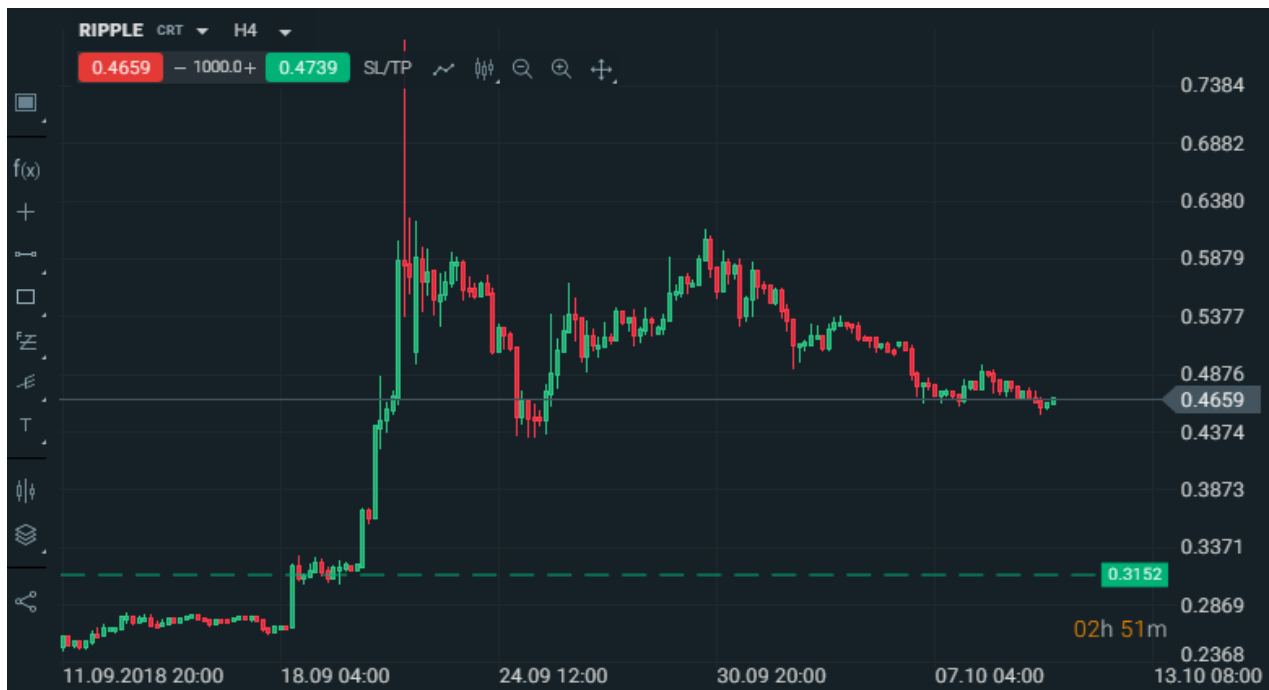 RIPPLE CRT H4
0.4659 − 1000.0 + 0.4739 SL/TP
0.7384
f(x)
0.6882
0.6380
0.5879
0.5377
F
0.4876
0.4659
T
0.4374
0.3873
0.3371
0.3152
0.2869
02h 51m
0.2368
11.09.2018 20:00 18.09 04:00 24.09 12:00 30.09 20:00 07.10 04:00 13.10 08:00